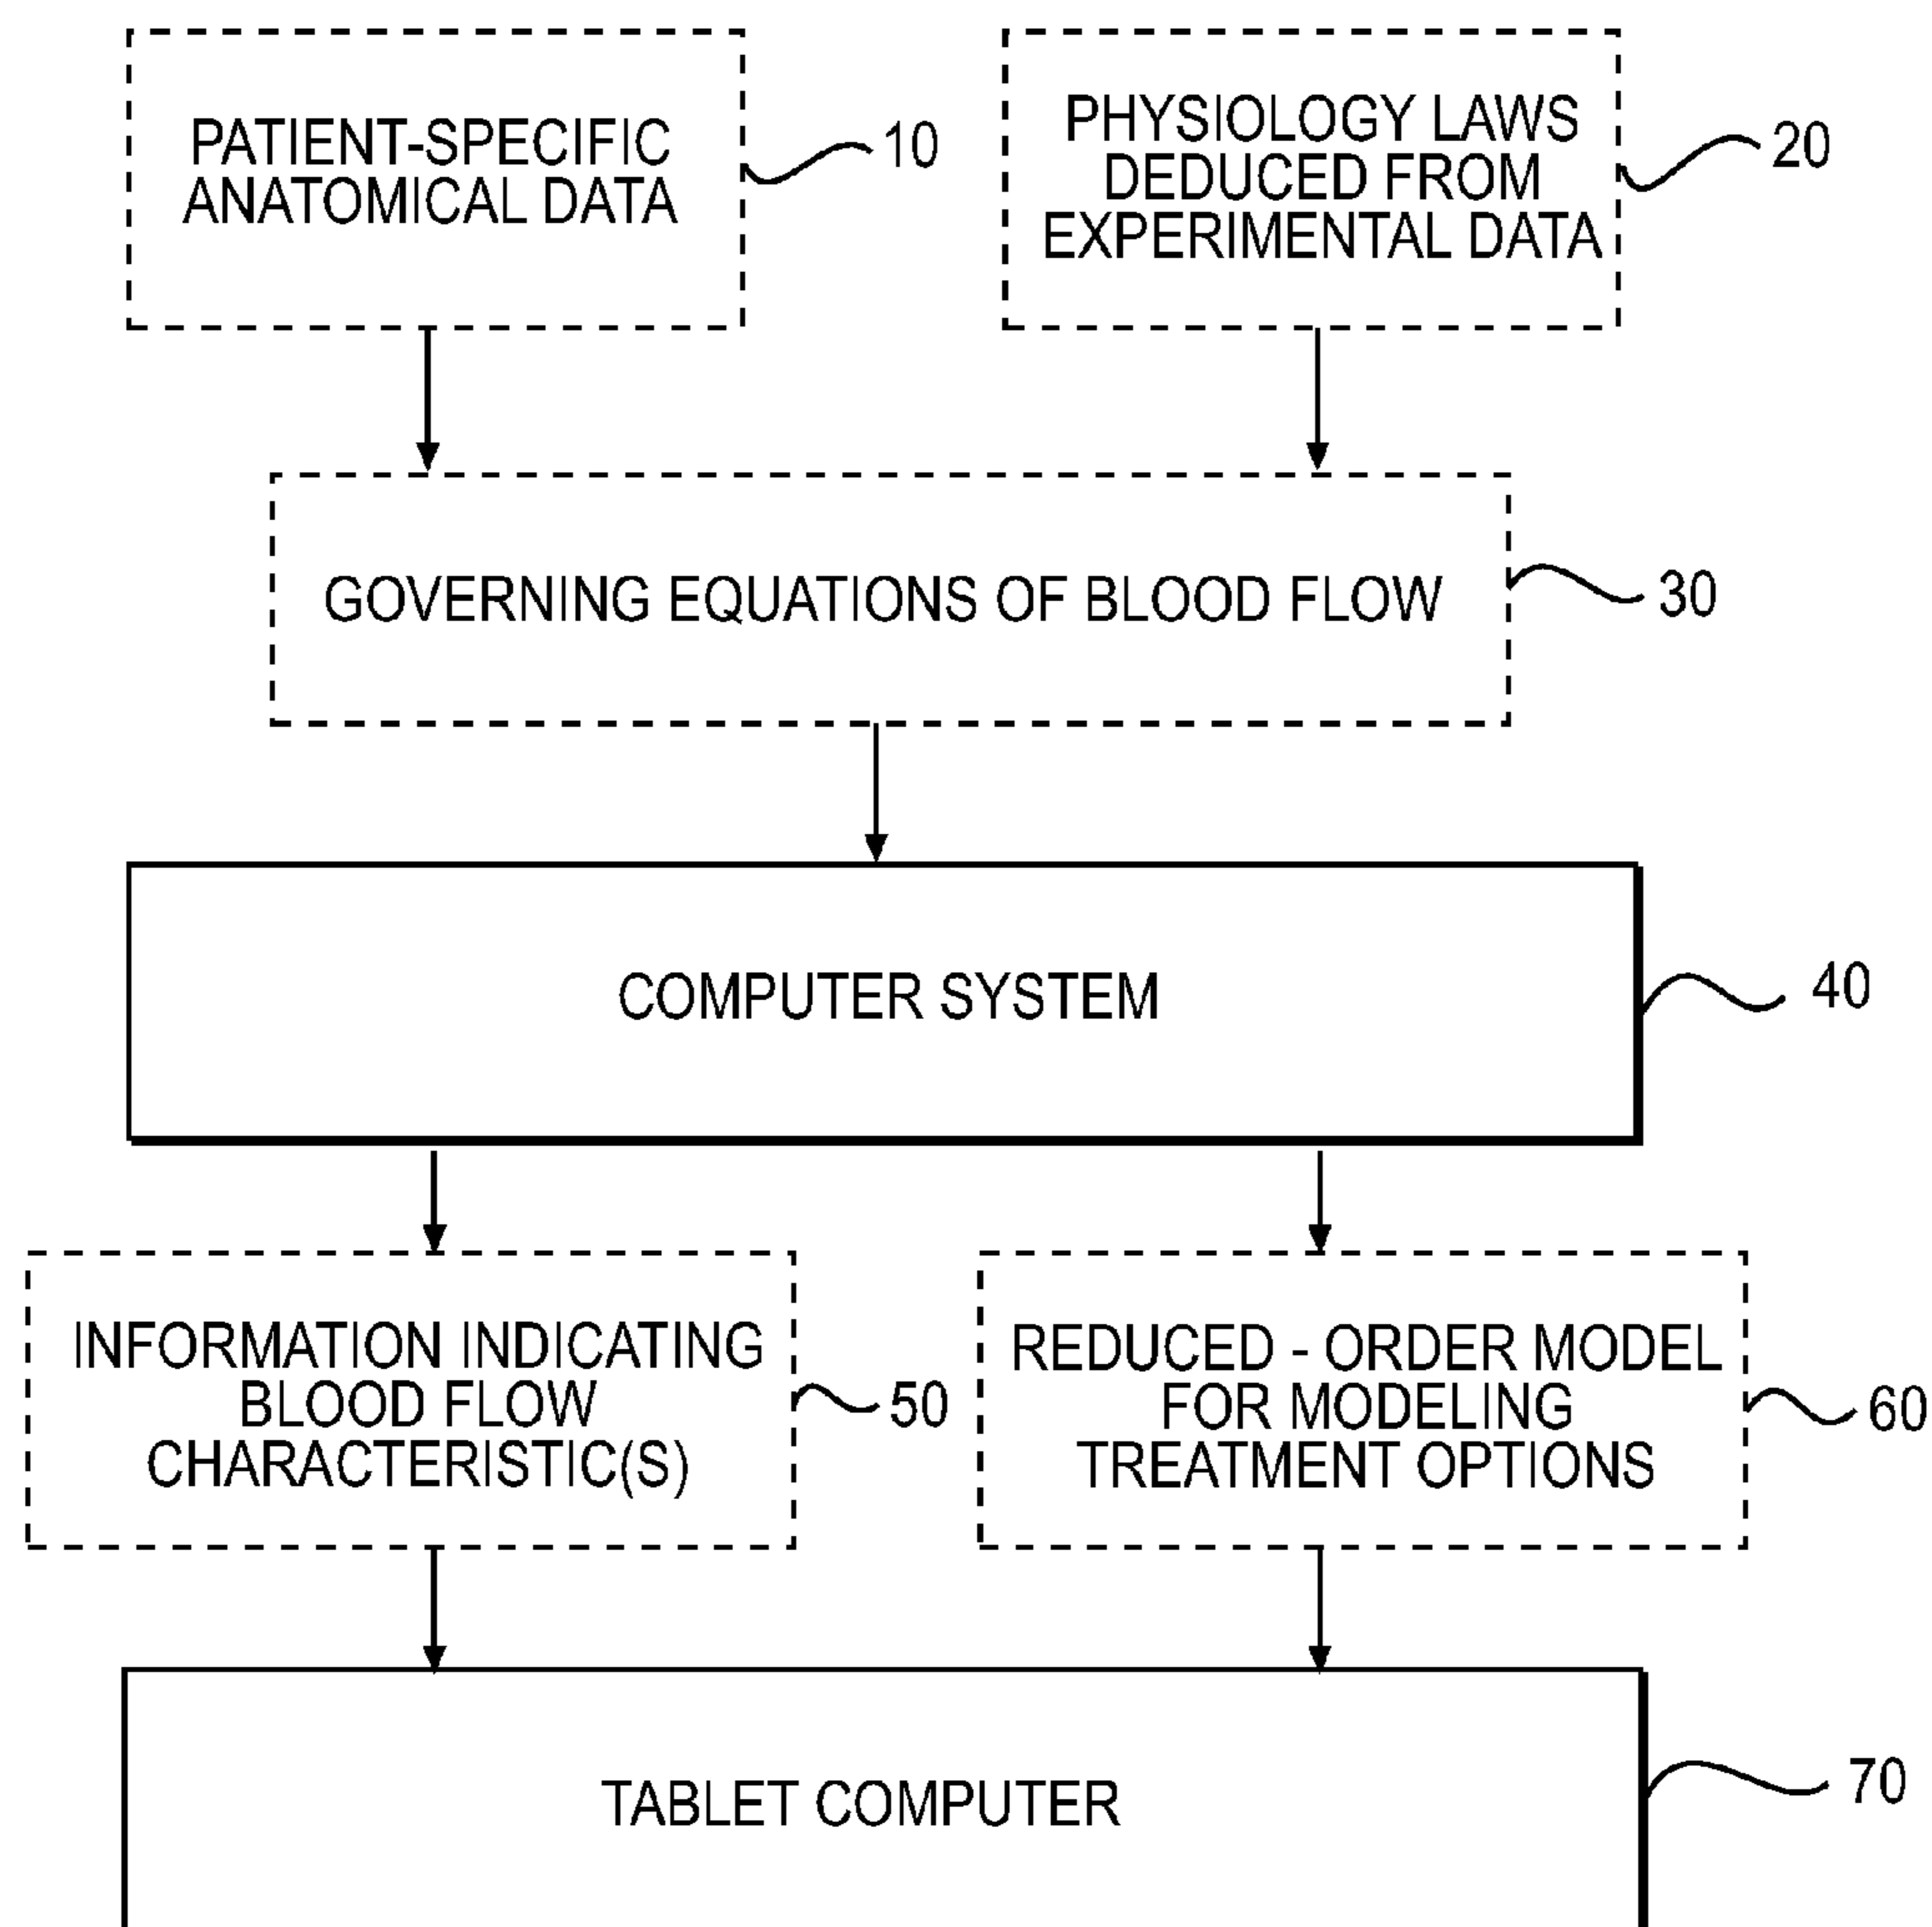 PATIENT-SPECIFIC
ANATOMICAL DATA
10
PHYSIOLOGY LAWS
DEDUCED FROM
EXPERIMENTAL DATA
20
GOVERNING EQUATIONS OF BLOOD FLOW
30
COMPUTER SYSTEM
40
INFORMATION INDICATING
BLOOD FLOW
CHARACTERISTIC(S)
50
REDUCED - ORDER MODEL
FOR MODELING
TREATMENT OPTIONS
60
TABLET COMPUTER
70